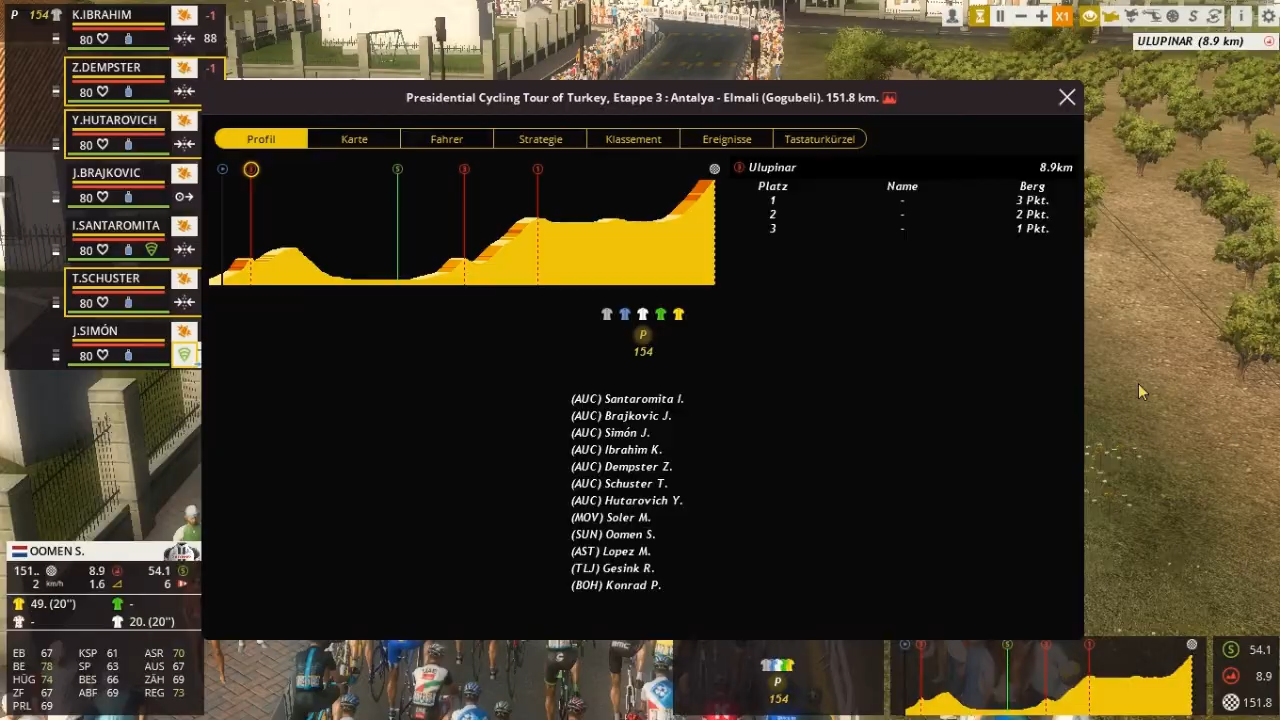 P 154 K.IBRAHIM -1
80 88
Z.DEMPSTER -1
80
Y.HUTAROVICH
80
J.BRAJKOVIC
80
I.SANTAROMITA
80
T.SCHUSTER
80
J.SIMÓN
80
X1
ULUPINAR (8.9 km)
Presidential Cycling Tour of Turkey, Etappe 3 : Antalya - Elmali (Gogubeli). 151.8 km.
Profil Karte Fahrer Strategie Klassement Ereignisse Tastaturkürzel
Ulupinar 8.9km
Platz Name Berg
1 - 3 Pkt.
2 - 2 Pkt.
3 - 1 Pkt.
P
154
(AUC) Santaromita I.
(AUC) Brajkovic J.
(AUC) Simón J.
(AUC) Ibrahim K.
(AUC) Dempster Z.
(AUC) Schuster T.
(AUC) Hutarovich Y.
(MOV) Soler M.
(SUN) Oomen S.
(AST) Lopez M.
(TLJ) Gesink R.
(BOH) Konrad P.
OOMEN S.
151.. 8.9 54.1
2 km/h 1.6 6
49. (20'') -
- 20. (20'')
EB 67 KSP 61 ASR 70
BE 78 SP 63 AUS 67
HÜG 74 BES 66 ZÄH 69
ZF 67 ABF 69 REG 73
PRL 69
P
154
S 54.1
8.9
151.8